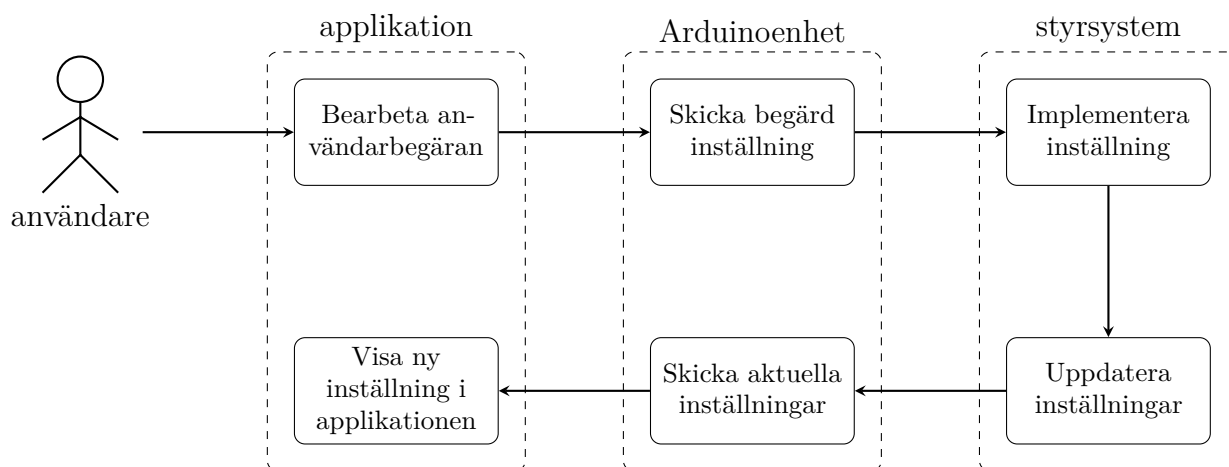 applikation
Arduinoenhet
styrsystem
Bearbeta an-
vändarbegäran
Skicka begärd
inställning
Implementera
inställning
användare
Visa ny
inställning i
applikationen
Skicka aktuella
inställningar
Uppdatera
inställningar